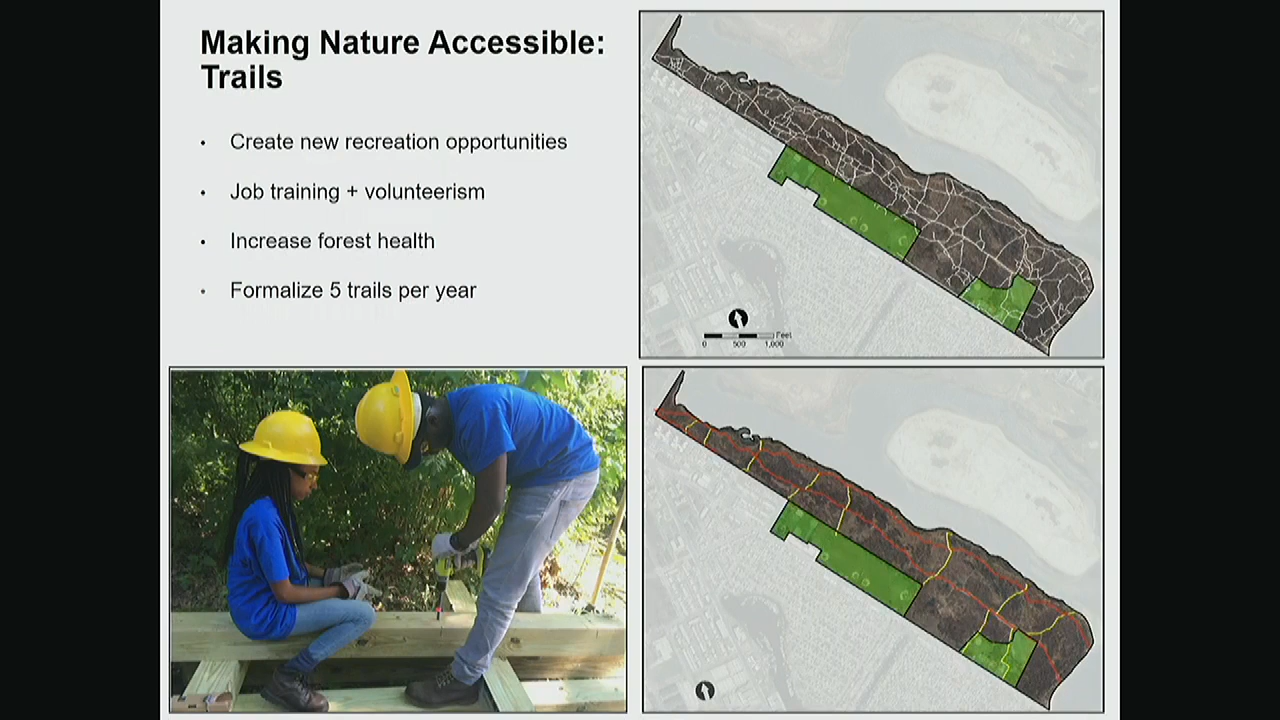 Making Nature Accessible:
Trails
• Create new recreation opportunities
• Job training + volunteerism
• Increase forest health
• Formalize 5 trails per year
Feet
0 500 1,000